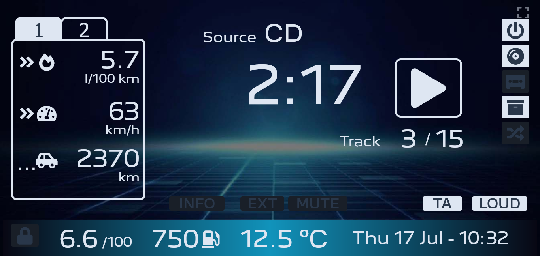 1 2
Source CD
5.7
l/100 km
2:17
63
km/h
Track 3 / 15
2370
km
INFO EXT MUTE TA LOUD
6.6 /100 750 12.5 °C Thu 17 Jul - 10:32